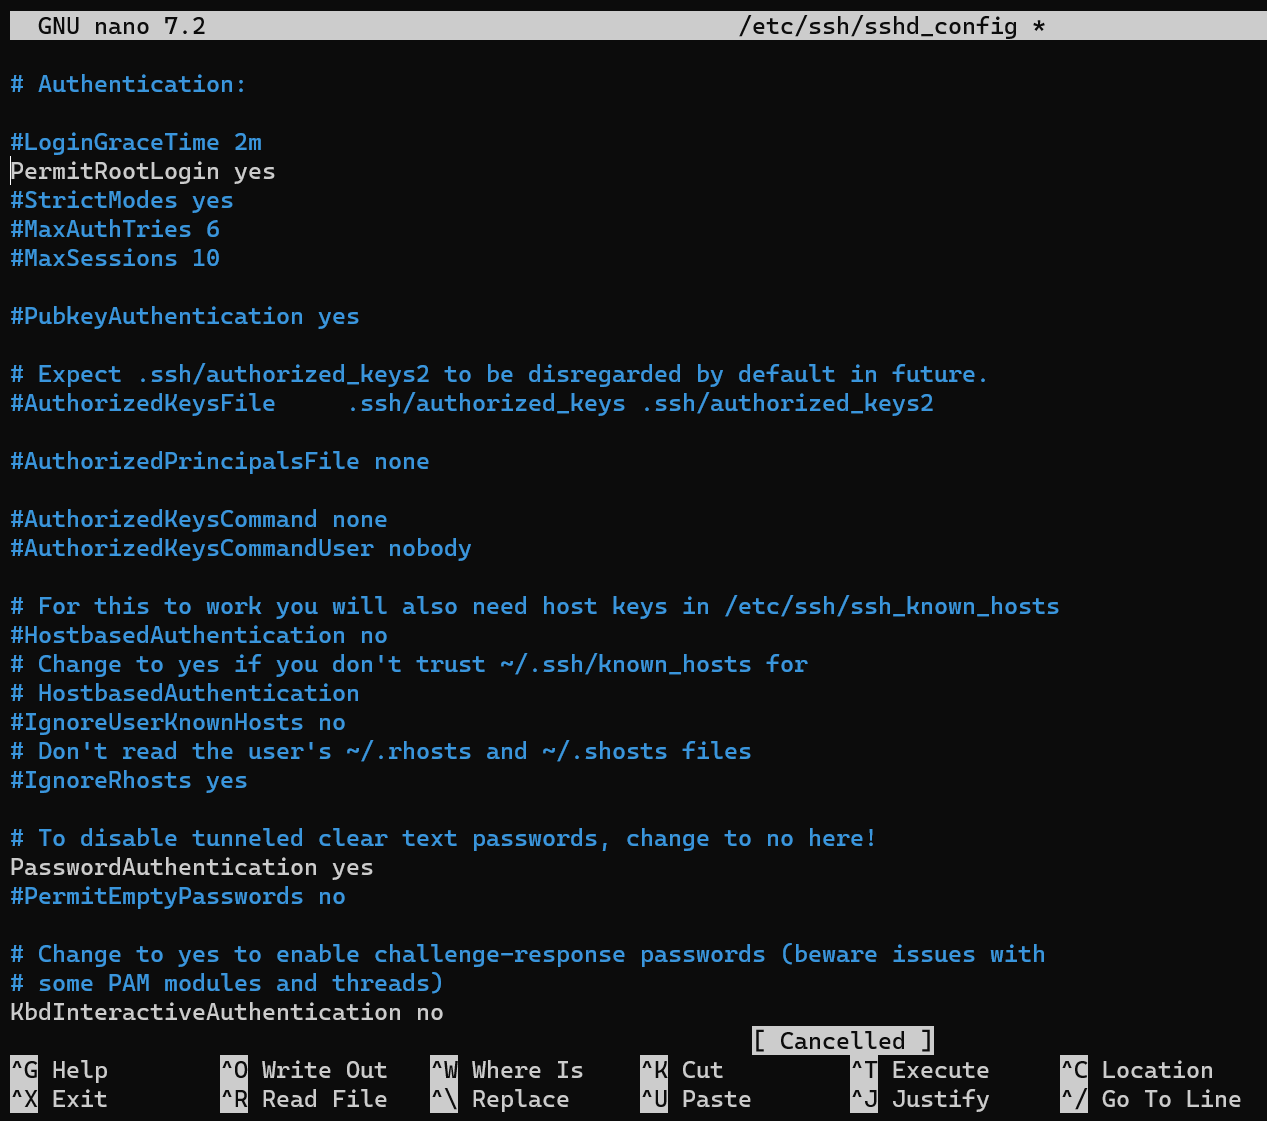 GNU nano 7.2 /etc/ssh/sshd_config *
# Authentication:
#LoginGraceTime 2m
PermitRootLogin yes
#StrictModes yes
#MaxAuthTries 6
#MaxSessions 10
#PubkeyAuthentication yes
# Expect .ssh/authorized_keys2 to be disregarded by default in future.
#AuthorizedKeysFile     .ssh/authorized_keys .ssh/authorized_keys2
#AuthorizedPrincipalsFile none
#AuthorizedKeysCommand none
#AuthorizedKeysCommandUser nobody
# For this to work you will also need host keys in /etc/ssh/ssh_known_hosts
#HostbasedAuthentication no
# Change to yes if you don't trust ~/.ssh/known_hosts for
# HostbasedAuthentication
#IgnoreUserKnownHosts no
# Don't read the user's ~/.rhosts and ~/.shosts files
#IgnoreRhosts yes
# To disable tunneled clear text passwords, change to no here!
PasswordAuthentication yes
#PermitEmptyPasswords no
# Change to yes to enable challenge-response passwords (beware issues with
# some PAM modules and threads)
KbdInteractiveAuthentication no
[ Cancelled ]
^G Help ^O Write Out ^W Where Is ^K Cut ^T Execute ^C Location
^X Exit ^R Read File ^\ Replace ^U Paste ^J Justify ^/ Go To Line